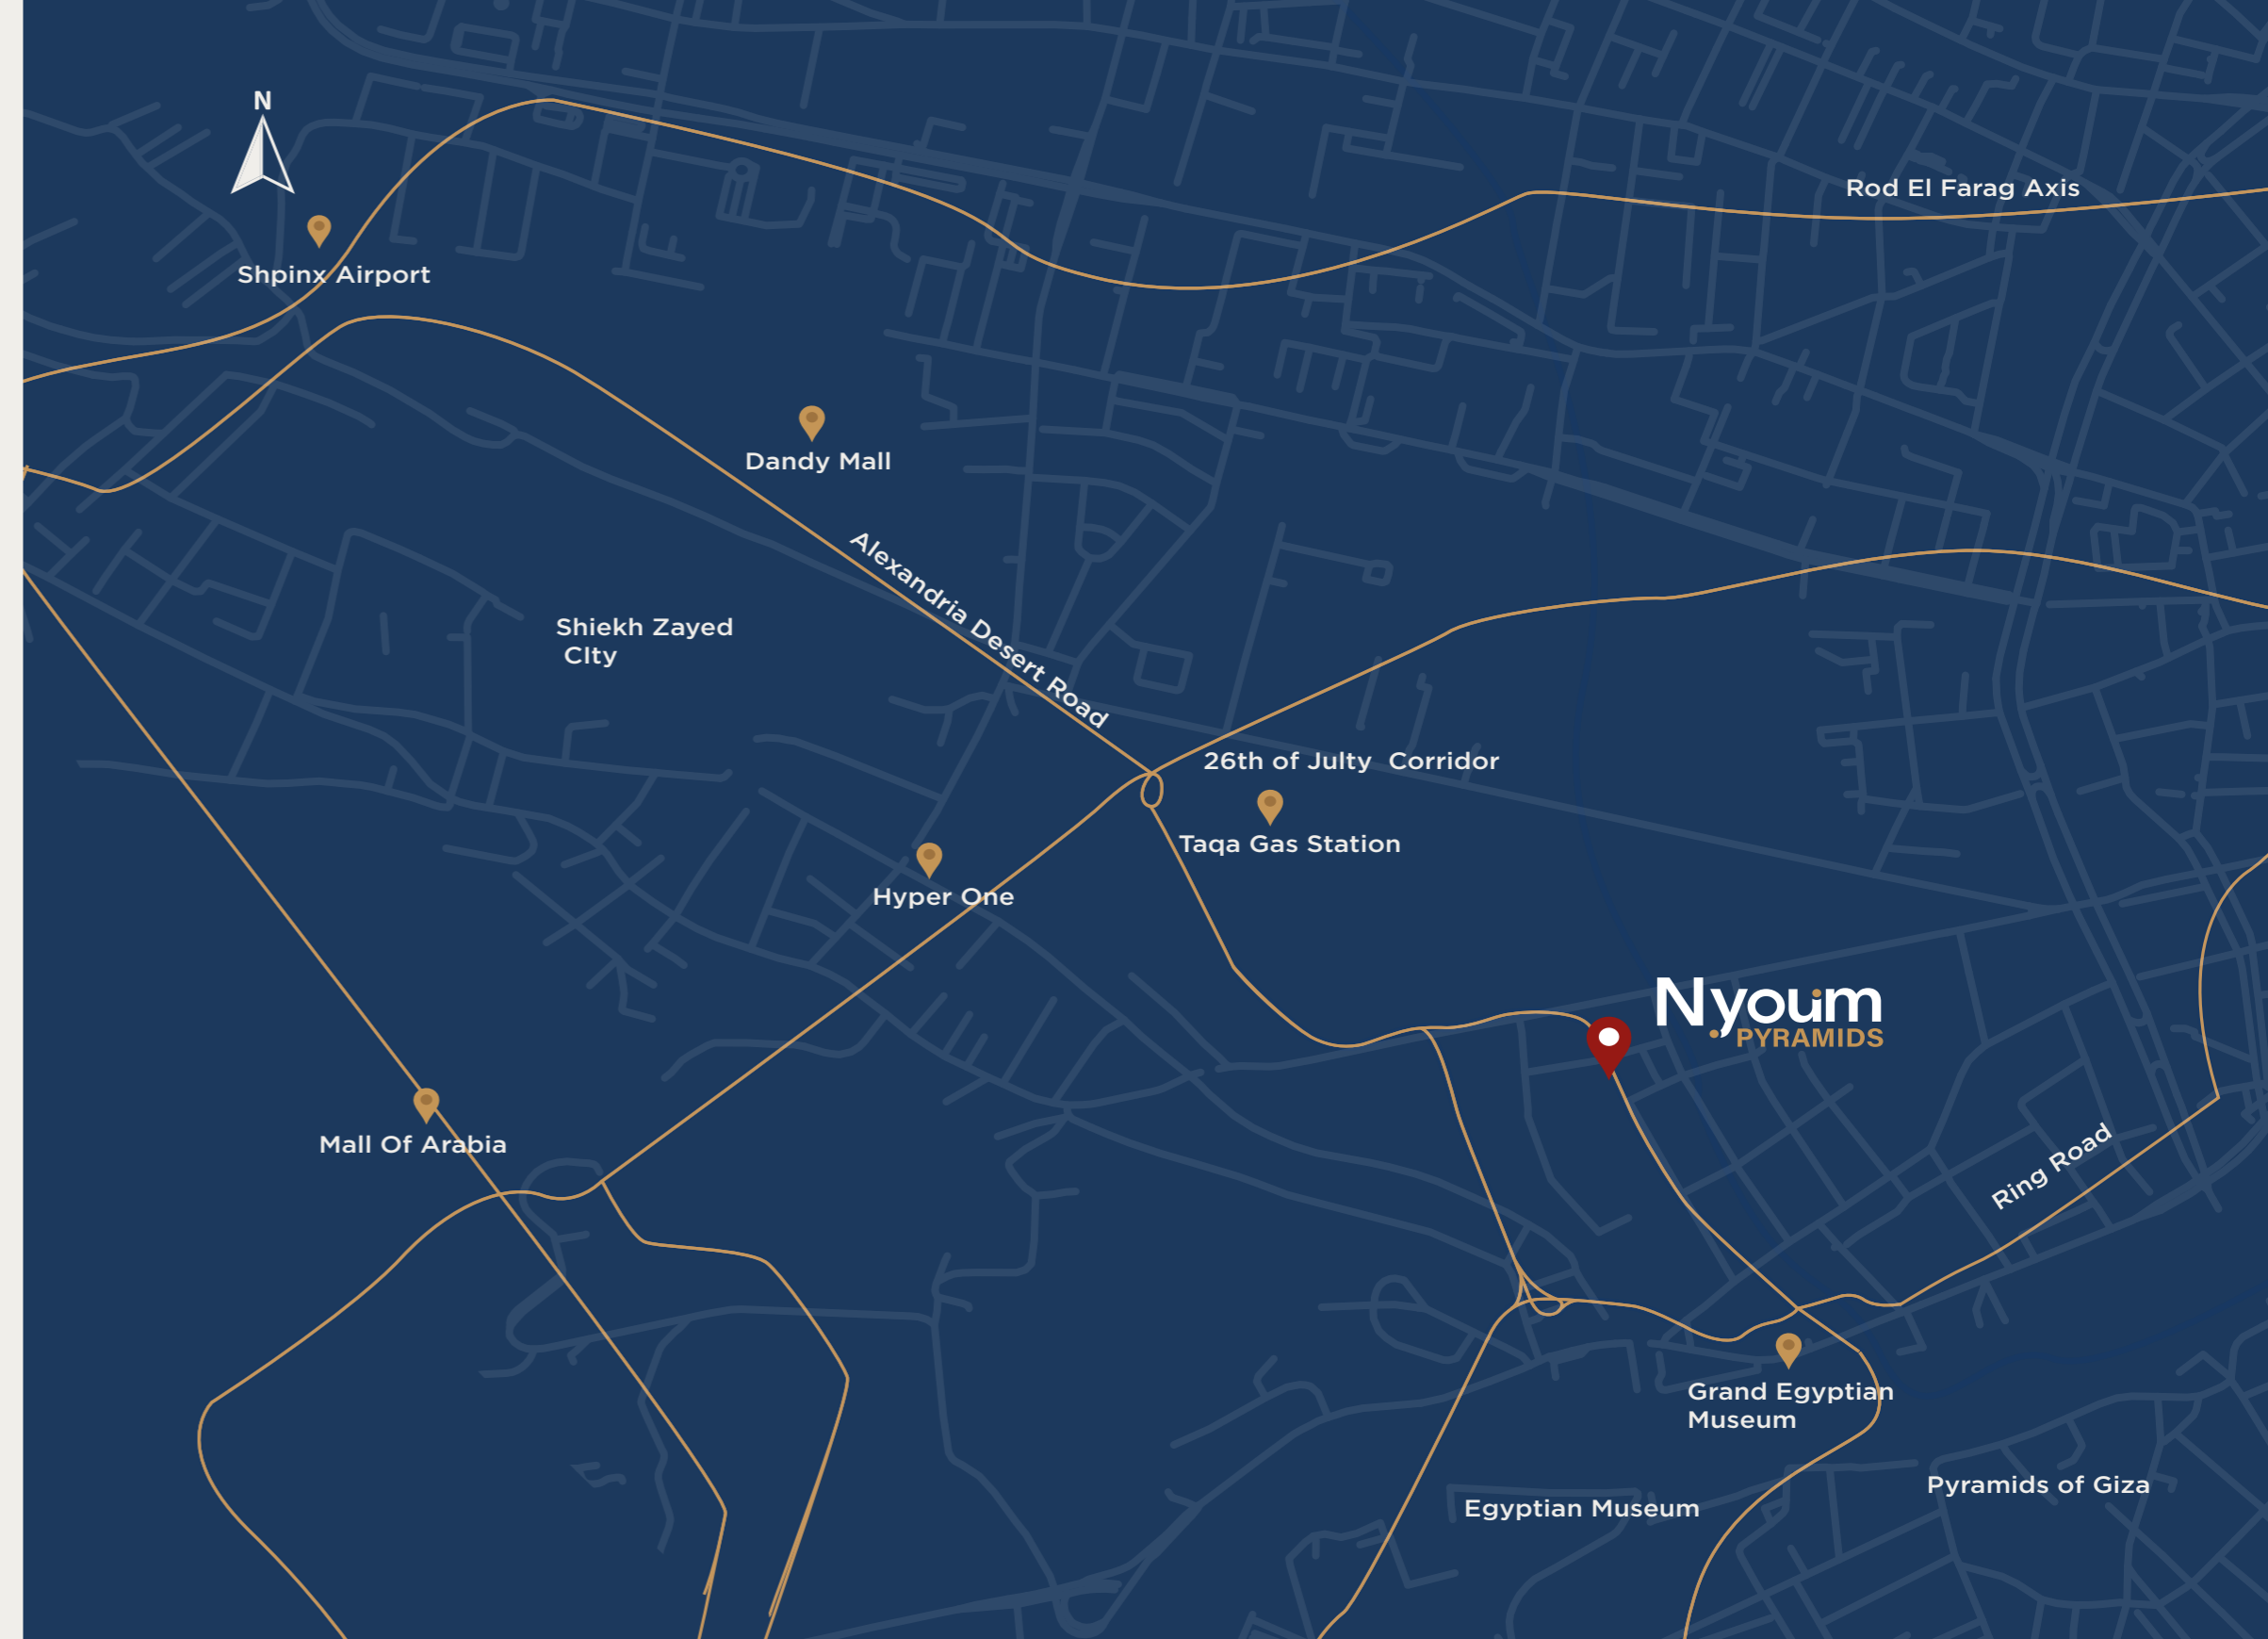 N
Rod El Farag Axis
Shpinx Airport
Dandy Mall
Alexandria Desert Road
Shiekh Zayed
CIty
26th of Julty  Corridor
Taqa Gas Station
Hyper One
Nyoum
PYRAMIDS
Mall Of Arabia
Ring Road
Grand Egyptian
Museum
Pyramids of Giza
Egyptian Museum